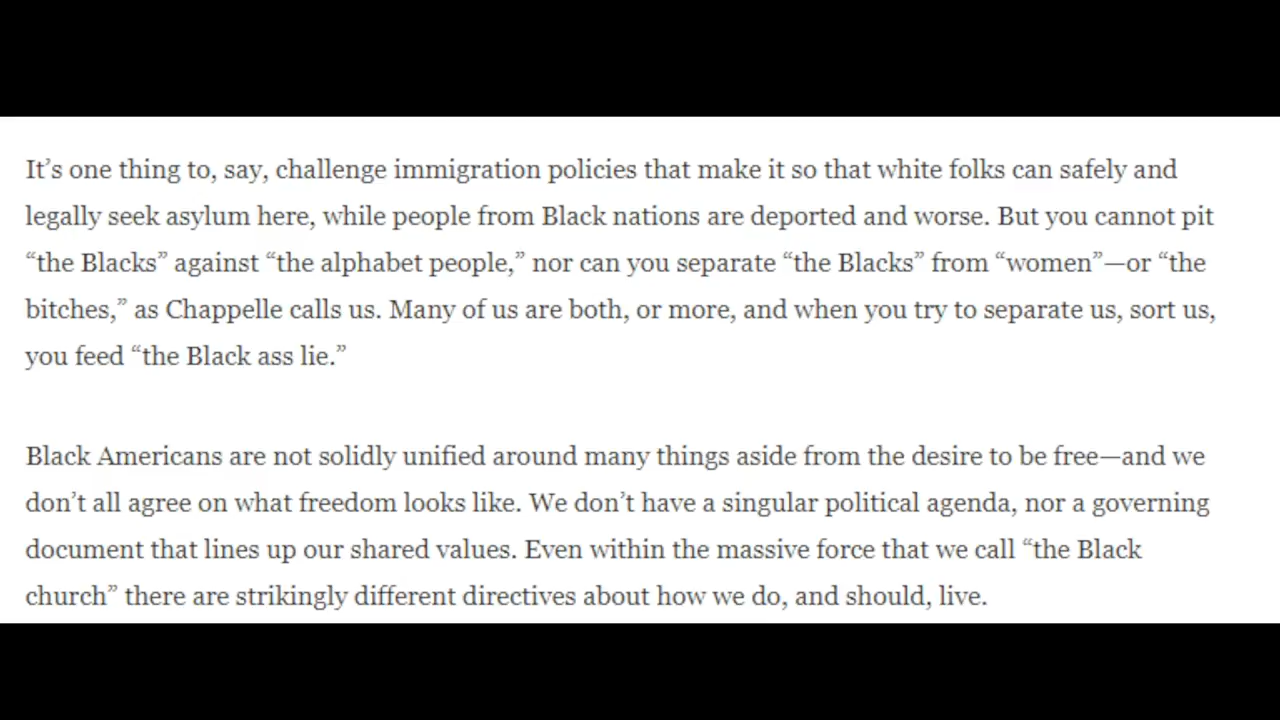 It’s one thing to, say, challenge immigration policies that make it so that white folks can safely and
legally seek asylum here, while people from Black nations are deported and worse. But you cannot pit
“the Blacks” against “the alphabet people,” nor can you separate “the Blacks” from “women”—or “the
bitches,” as Chappelle calls us. Many of us are both, or more, and when you try to separate us, sort us,
you feed “the Black ass lie.”
Black Americans are not solidly unified around many things aside from the desire to be free—and we
don’t all agree on what freedom looks like. We don’t have a singular political agenda, nor a governing
document that lines up our shared values. Even within the massive force that we call “the Black
church” there are strikingly different directives about how we do, and should, live.